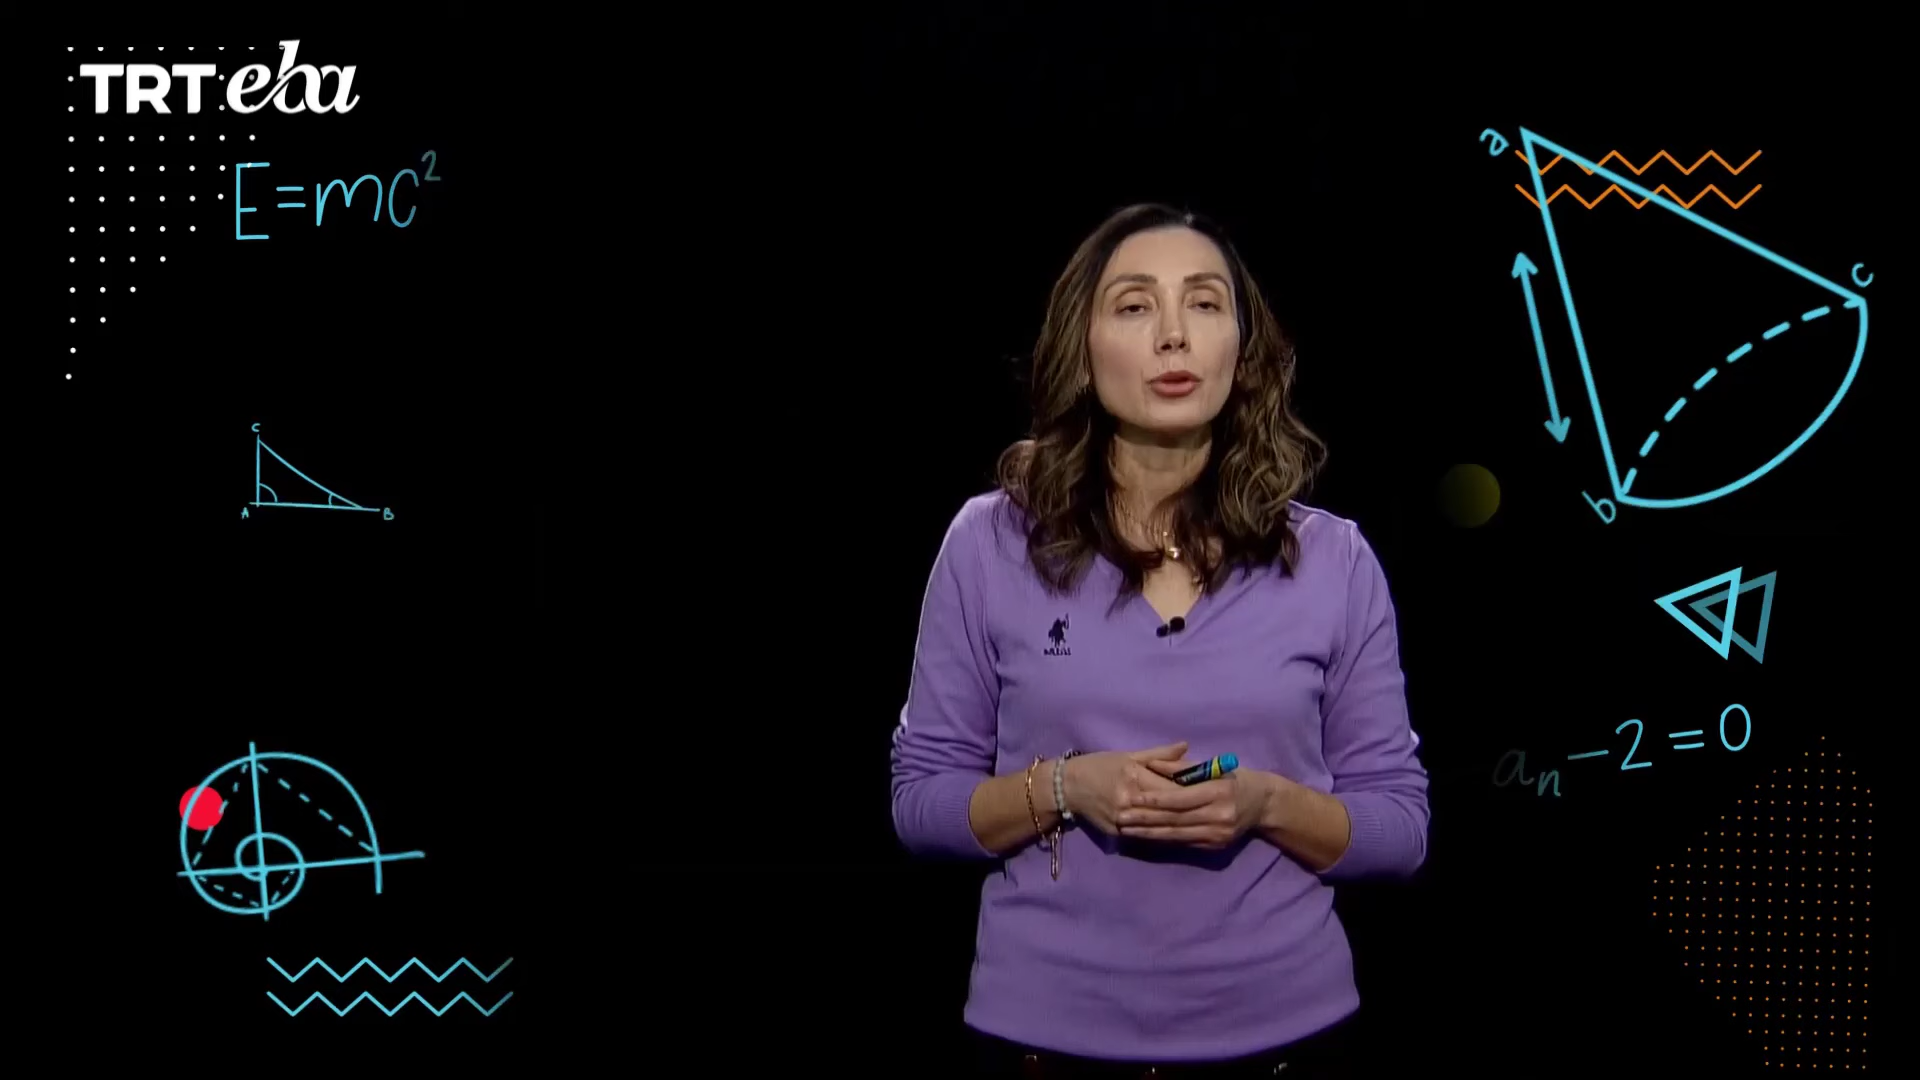 TRT eba
E=mc²
a
c
b
C
A B
aₙ-2=0